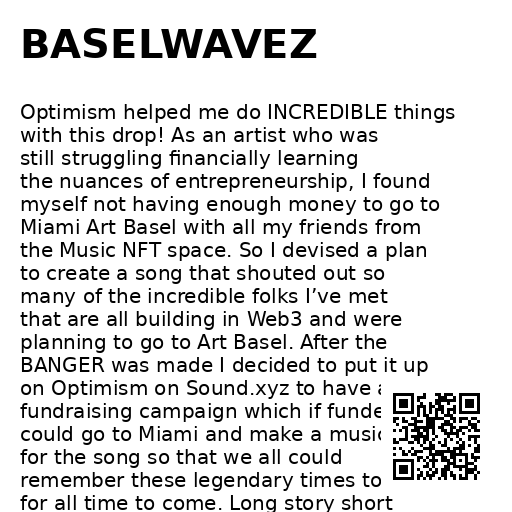 BASELWAVEZ
Optimism helped me do INCREDIBLE things
with this drop! As an artist who was
still struggling financially learning
the nuances of entrepreneurship, I found
myself not having enough money to go to
Miami Art Basel with all my friends from
the Music NFT space. So I devised a plan
to create a song that shouted out so
many of the incredible folks I’ve met
that are all building in Web3 and were
planning to go to Art Basel. After the
BANGER was made I decided to put it up
on Optimism on Sound.xyz to have
fundraising campaign which if
could go to Miami and make a
for the song so that we all could
remember these legendary times to
for all time to come. Long story short